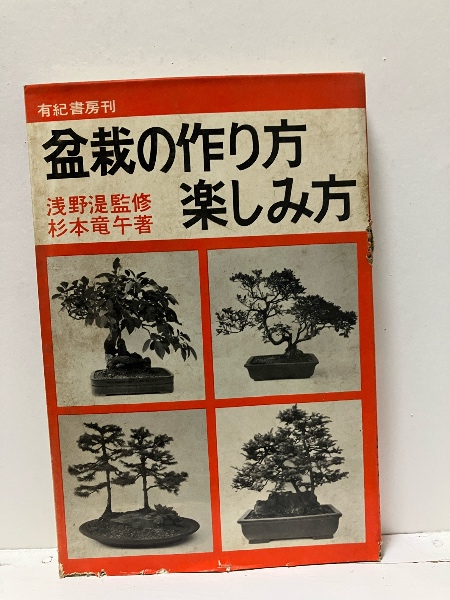 有紀書房刊
盆栽の作り方
楽しみ方
浅野湜監修
杉本竜午著